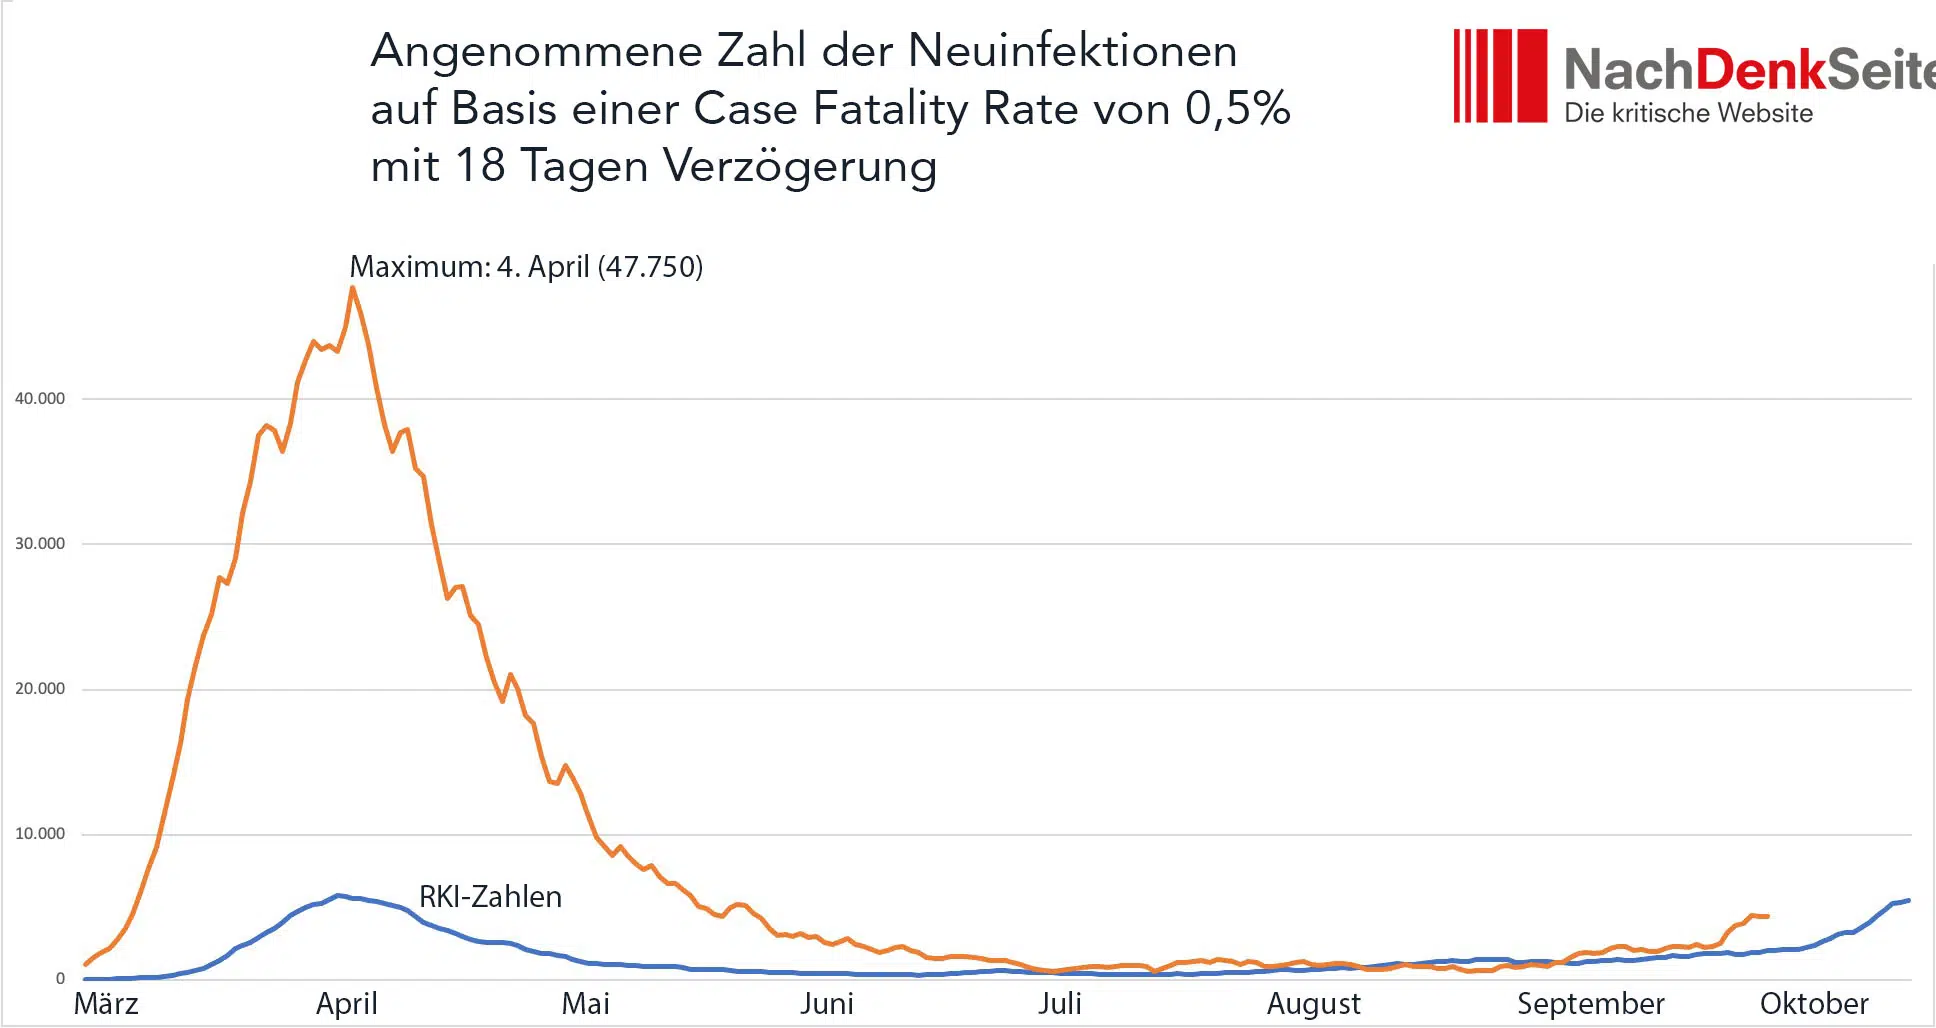 Angenommene Zahl der Neuinfektionen
auf Basis einer Case Fatality Rate von 0,5%
mit 18 Tagen Verzögerung
NachDenkSeite
Die kritische Website
Maximum: 4. April (47.750)
40.000
30.000
20.000
10.000
RKI-Zahlen
0
März April Mai Juni Juli August September Oktober